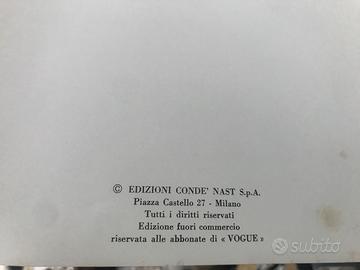 © EDIZIONI CONDE' NAST S.p.A.
Piazza Castello 27 - Milano
Tutti i diritti riservati
Edizione fuori commercio
riservata alle abbonate di « VOGUE »
subito